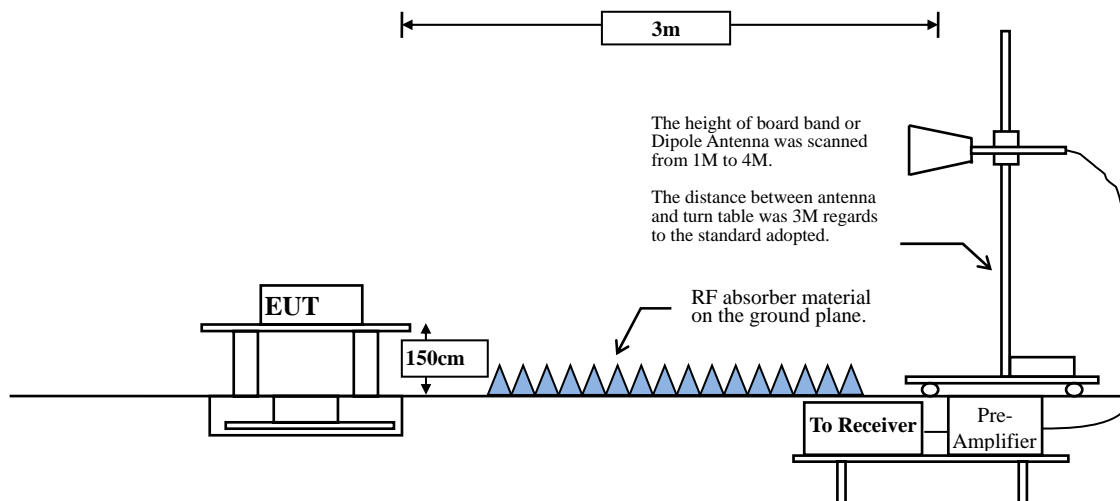 3m
The height of board band or
Dipole Antenna was scanned
from 1M to 4M.
The distance between antenna
and turn table was 3M regards
to the standard adopted.
EUT
RF absorber material
on the ground plane.
150cm
To Receiver
Pre-
Amplifier